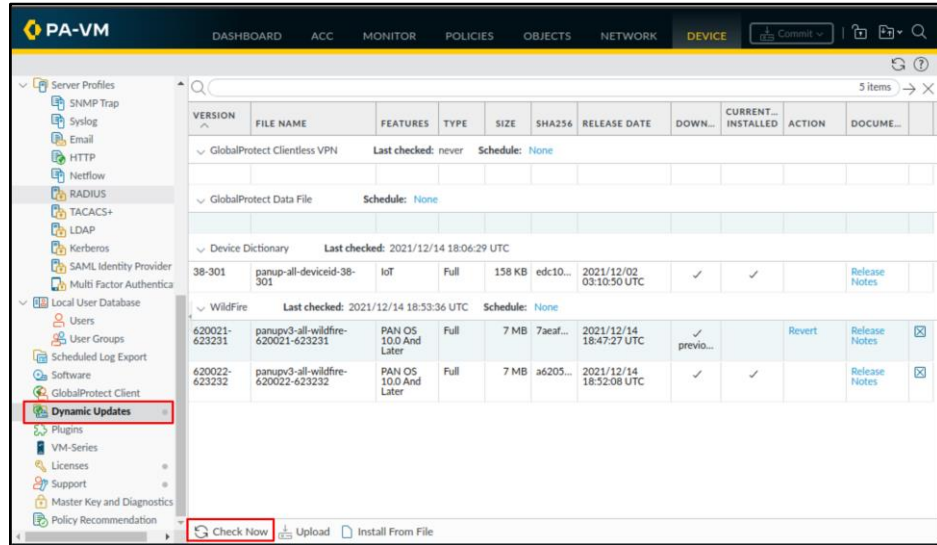 PA-VM
DASHBOARD ACC MONITOR POLICIES OBJECTS NETWORK DEVICE Commit
Server Profiles
SNMP Trap
Syslog
Email
HTTP
Netflow
RADIUS
TACACS+
LDAP
Kerberos
SAML Identity Provider
Multi Factor Authentica
Local User Database
Users
User Groups
Scheduled Log Export
Software
GlobalProtect Client
Dynamic Updates
Plugins
VM-Series
Licenses
Support
Master Key and Diagnostics
Policy Recommendation
5 items
VERSION FILE NAME FEATURES TYPE SIZE SHA256 RELEASE DATE DOWN... CURRENT... INSTALLED ACTION DOCUME...
GlobalProtect Clientless VPN Last checked: never Schedule: None
GlobalProtect Data File Schedule: None
Device Dictionary Last checked: 2021/12/14 18:06:29 UTC
38-301 panup-all-deviceid-38- IoT Full 158 KB edc10... 2021/12/02 Release
301 03:10:50 UTC Notes
WildFire Last checked: 2021/12/14 18:53:36 UTC Schedule: None
620021- panupv3-all-wildfire- PAN OS Full 7 MB 7aeaf... 2021/12/14 Revert Release
623231 620021-623231 10.0 And 18:47:27 UTC previo... Notes
Later
620022- panupv3-all-wildfire- PAN OS Full 7 MB a6205... 2021/12/14 Release
623232 620022-623232 10.0 And 18:52:08 UTC Notes
Later
Check Now Upload Install From File